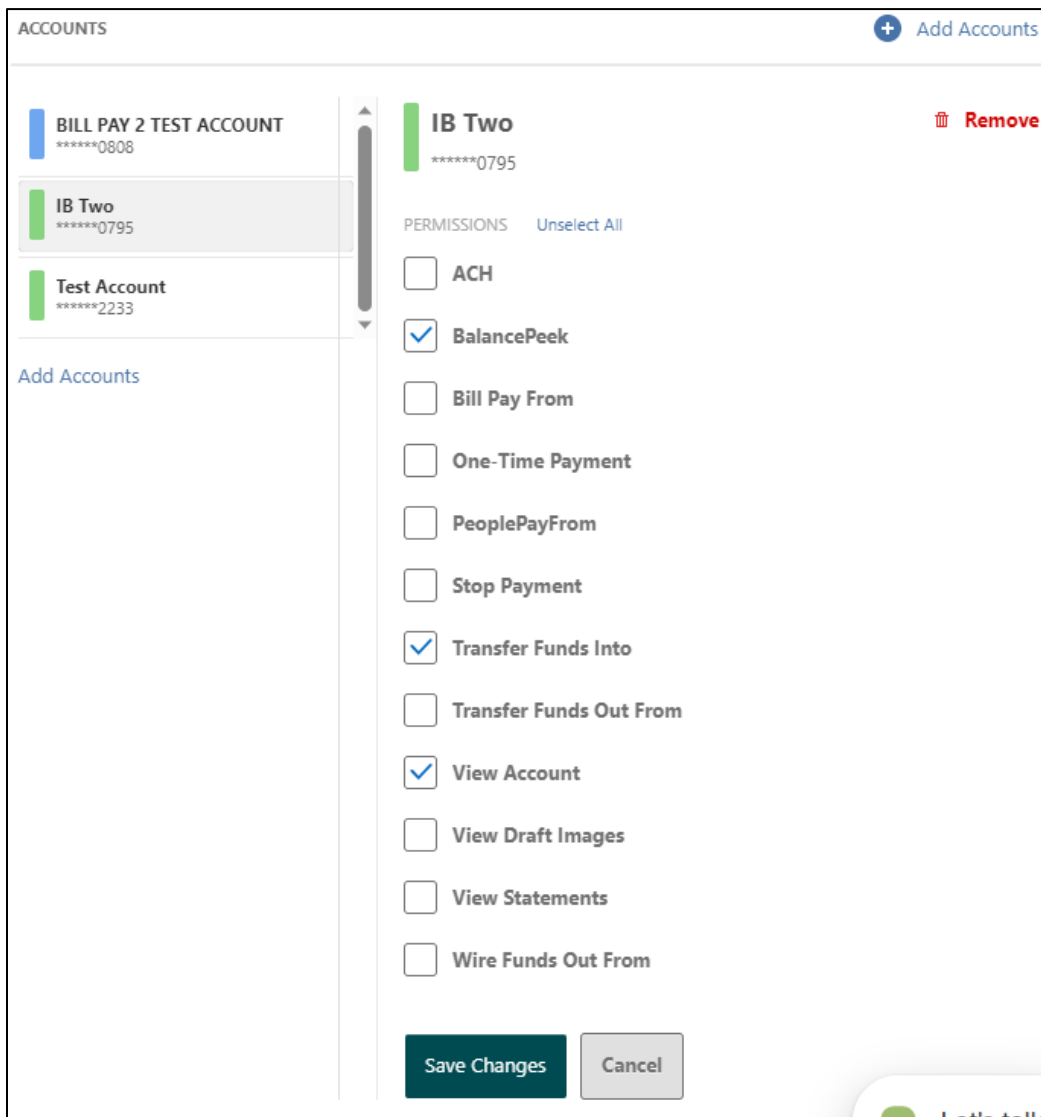 ACCOUNTS
Add Accounts
BILL PAY 2 TEST ACCOUNT
******0808
IB Two
******0795
Test Account
******2233
Add Accounts
IB Two
******0795
Remove
PERMISSIONS Unselect All
ACH
BalancePeek
Bill Pay From
One-Time Payment
PeoplePayFrom
Stop Payment
Transfer Funds Into
Transfer Funds Out From
View Account
View Draft Images
View Statements
Wire Funds Out From
Save Changes
Cancel